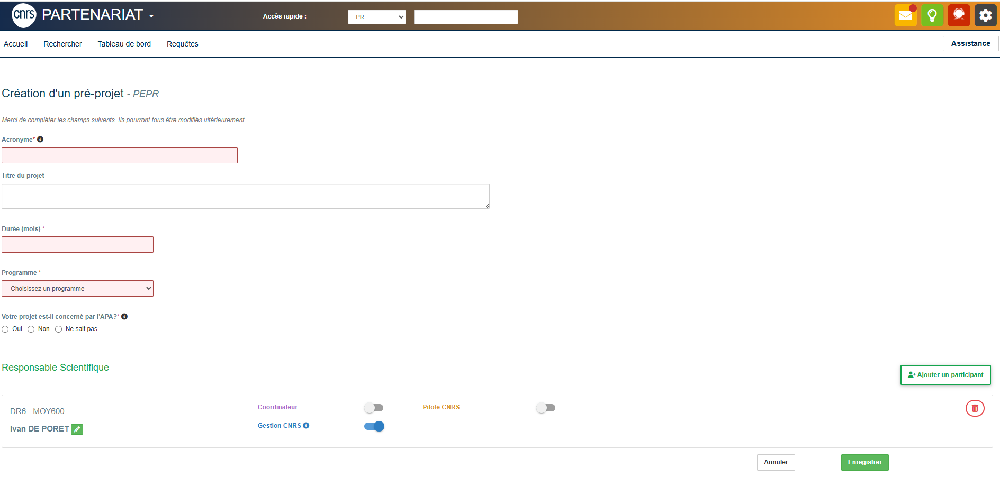 cnrs PARTENARIAT
Accès rapide :
PR
Accueil
Rechercher
Tableau de bord
Requêtes
Assistance
Création d'un pré-projet - PEPR
Merci de compléter les champs suivants. Ils pourront tous être modifiés ultérieurement.
Acronyme*
Titre du projet
Durée (mois) *
Programme *
Choisissez un programme
Votre projet est-il concerné par l'APA?*
Oui
Non
Ne sait pas
Responsable Scientifique
Ajouter un participant
DR6 - MOY600
Ivan DE PORET
Coordinateur
Pilote CNRS
Gestion CNRS
Annuler
Enregistrer